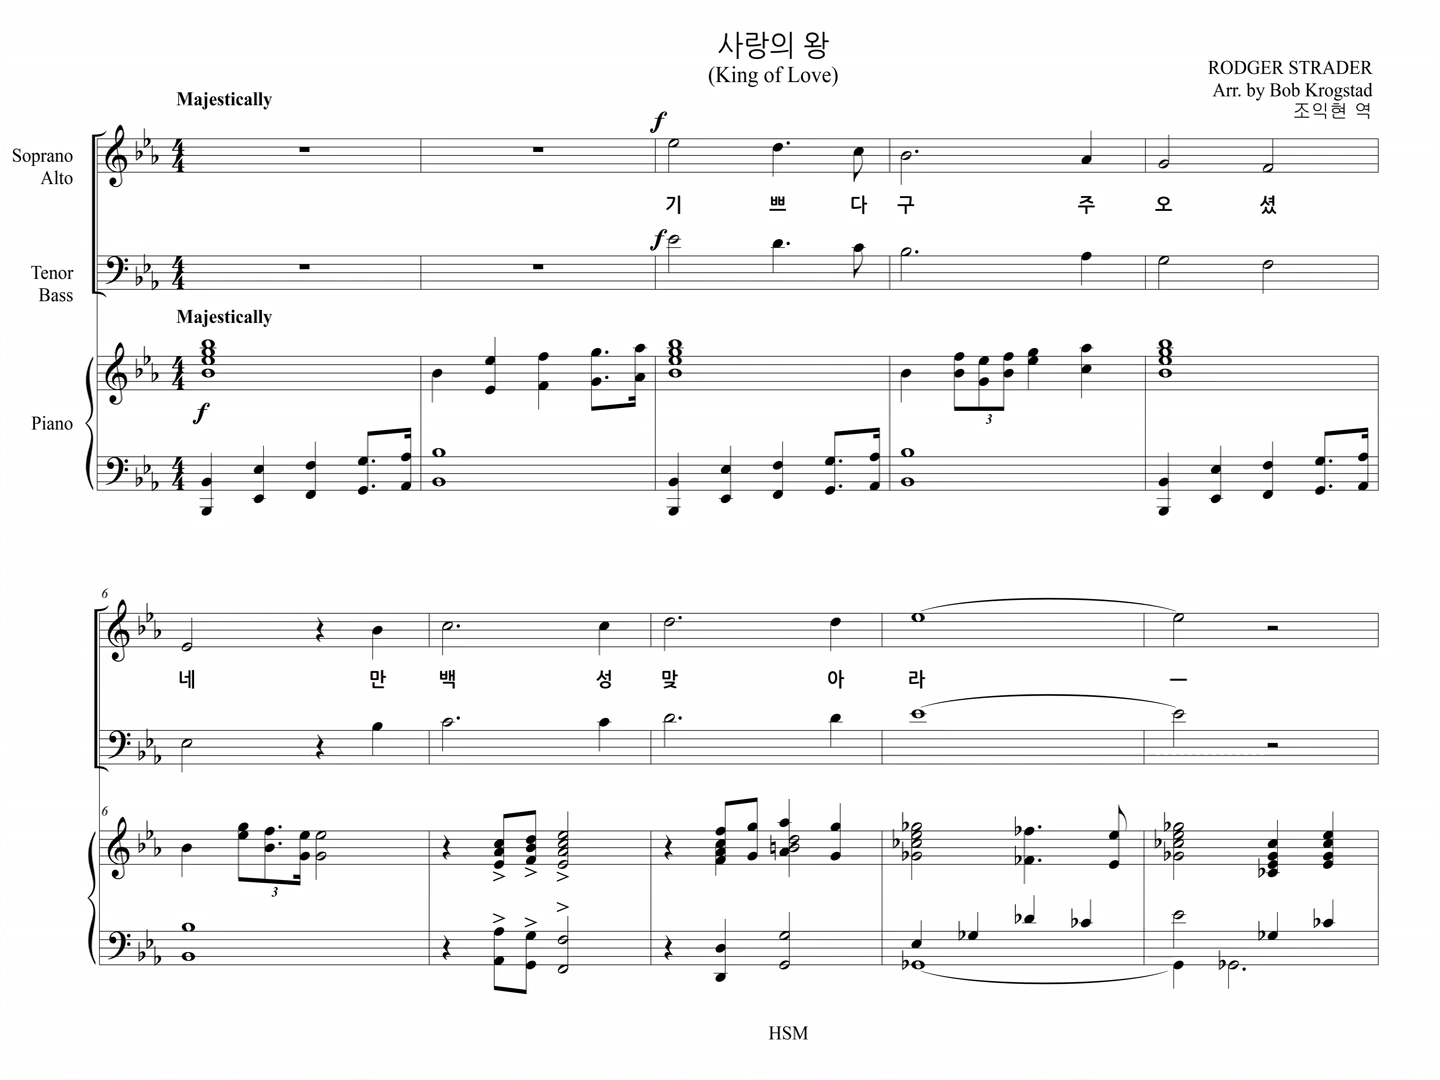 사랑의 왕
(King of Love)
RODGER STRADER
Arr. by Bob Krogstad
조익현 역
Majestically
f
Soprano
Alto
기 쁘 다 구 주 오 셨
f
Tenor
Bass
Majestically
f
3
Piano
6
네 만 백 성 맞 아 라 ㅡ
6
3
HSM